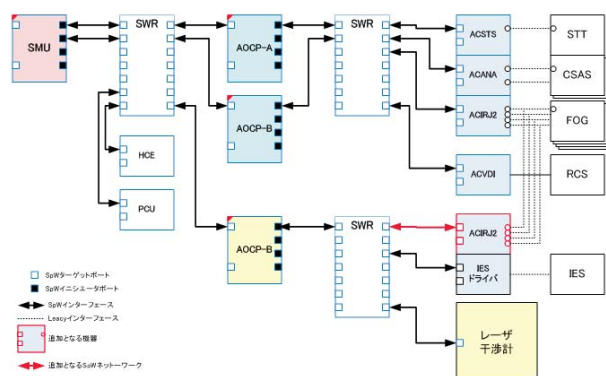 SMU
SWR
AOCP-A
SWR
ACSTS
STT
ACANA
CSAS
ACIRJ2
FOG
AOCP-B
HCE
ACVDI
RCS
PCU
AOCP-B
SWR
ACIRJ2
IES
ドライバ
IES
レーザ
干渉計
SpWターゲットポート
SpWイニシエータポート
SpWインターフェース
Leacyインターフェース
追加となる機器
追加となるSpWネットーワーク